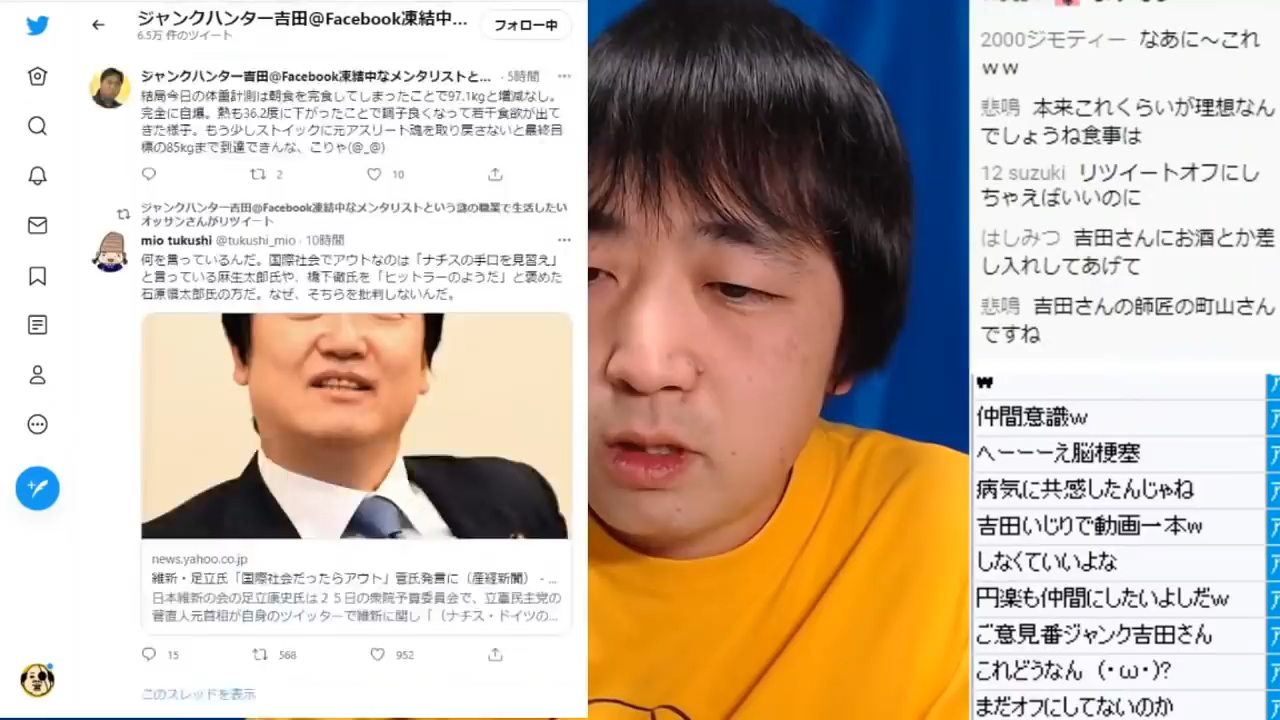 ジャンクハンター吉田@Facebook凍結中...
6.5万 件のツイート
フォロー中
ジャンクハンター吉田@Facebook凍結中なメンタリストと... · 5時間
結局今日の体重計測は朝食を完食してしまったことで97.1kgと増減なし。
完全に自爆。熱も36.2度に下がったことで調子良くなって若干食欲が出て
きた様子。もう少しストイックに元アスリート魂を取り戻さないと最終目
標の85kgまで到達できんな、こりゃ(@_@)
2
10
ジャンクハンター吉田@Facebook凍結中なメンタリストという謎の職業で生活したい
オッサンさんがリツイート
mio tukushi @tukushi_mio · 10時間
何を言っているんだ。国際社会でアウトなのは「ナチスの手口を見習え」
と言っている麻生太郎氏や、橋下徹氏を「ヒットラーのようだ」と褒めた
石原慎太郎氏の方だ。なぜ、そちらを批判しないんだ。
news.yahoo.co.jp
維新・足立氏「国際社会だったらアウト」菅氏発言に（産経新聞） - ...
日本維新の会の足立康史氏は２５日の衆院予算委員会で、立憲民主党の
菅直人元首相が自身のツイッターで維新に関し「（ナチス・ドイツの...
15
568
952
このスレッドを表示
2000ジモティー なあに～これ
ｗｗ
悲鳴 本来これくらいが理想なん
でしょうね食事は
12 suzuki リツイートオフにし
ちゃえばいいのに
はしみつ 吉田さんにお酒とか差
し入れしてあげて
悲鳴 吉田さんの師匠の町山さん
ですね
w
仲間意識w
へーーーえ脳梗塞
病気に共感したんじゃね
吉田いじりで動画一本w
しなくていいよな
円楽も仲間にしたいよしだw
ご意見番ジャンク吉田さん
これどうなん（･ω･)?
まだオフにしてないのか